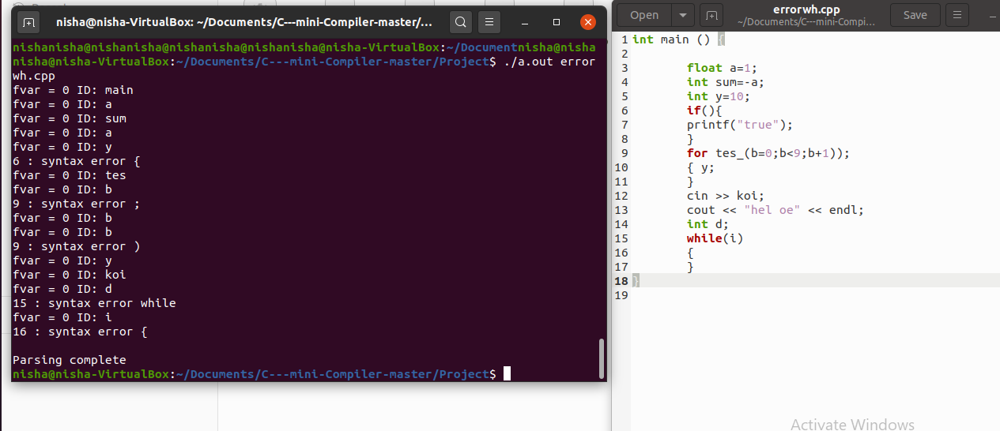 nisha@nisha-VirtualBox: ~/Documents/C---mini-Compiler-master/...
nishanisha@nishanisha@nishanisha@nishanisha@nisha-VirtualBox:~/Documentnisha@nisha
nisha@nisha-VirtualBox:~/Documents/C---mini-Compiler-master/Project$ ./a.out error
wh.cpp
fvar = 0 ID: main
fvar = 0 ID: a
fvar = 0 ID: sum
fvar = 0 ID: a
fvar = 0 ID: y
6 : syntax error {
fvar = 0 ID: tes
fvar = 0 ID: b
9 : syntax error ;
fvar = 0 ID: b
fvar = 0 ID: b
9 : syntax error )
fvar = 0 ID: y
fvar = 0 ID: koi
fvar = 0 ID: d
15 : syntax error while
fvar = 0 ID: i
16 : syntax error {
Parsing complete
nisha@nisha-VirtualBox:~/Documents/C---mini-Compiler-master/Project$
Open
errorwh.cpp
~/Documents/C---mini-Compi...
Save
1 int main () {
2
3 float a=1;
4 int sum=-a;
5 int y=10;
6 if(){
7 printf("true");
8 }
9 for tes_(b=0;b<9;b+1));
10 { y;
11 }
12 cin >> koi;
13 cout << "hel oe" << endl;
14 int d;
15 while(i)
16 {
17 }
18 }
19
Activate Windows